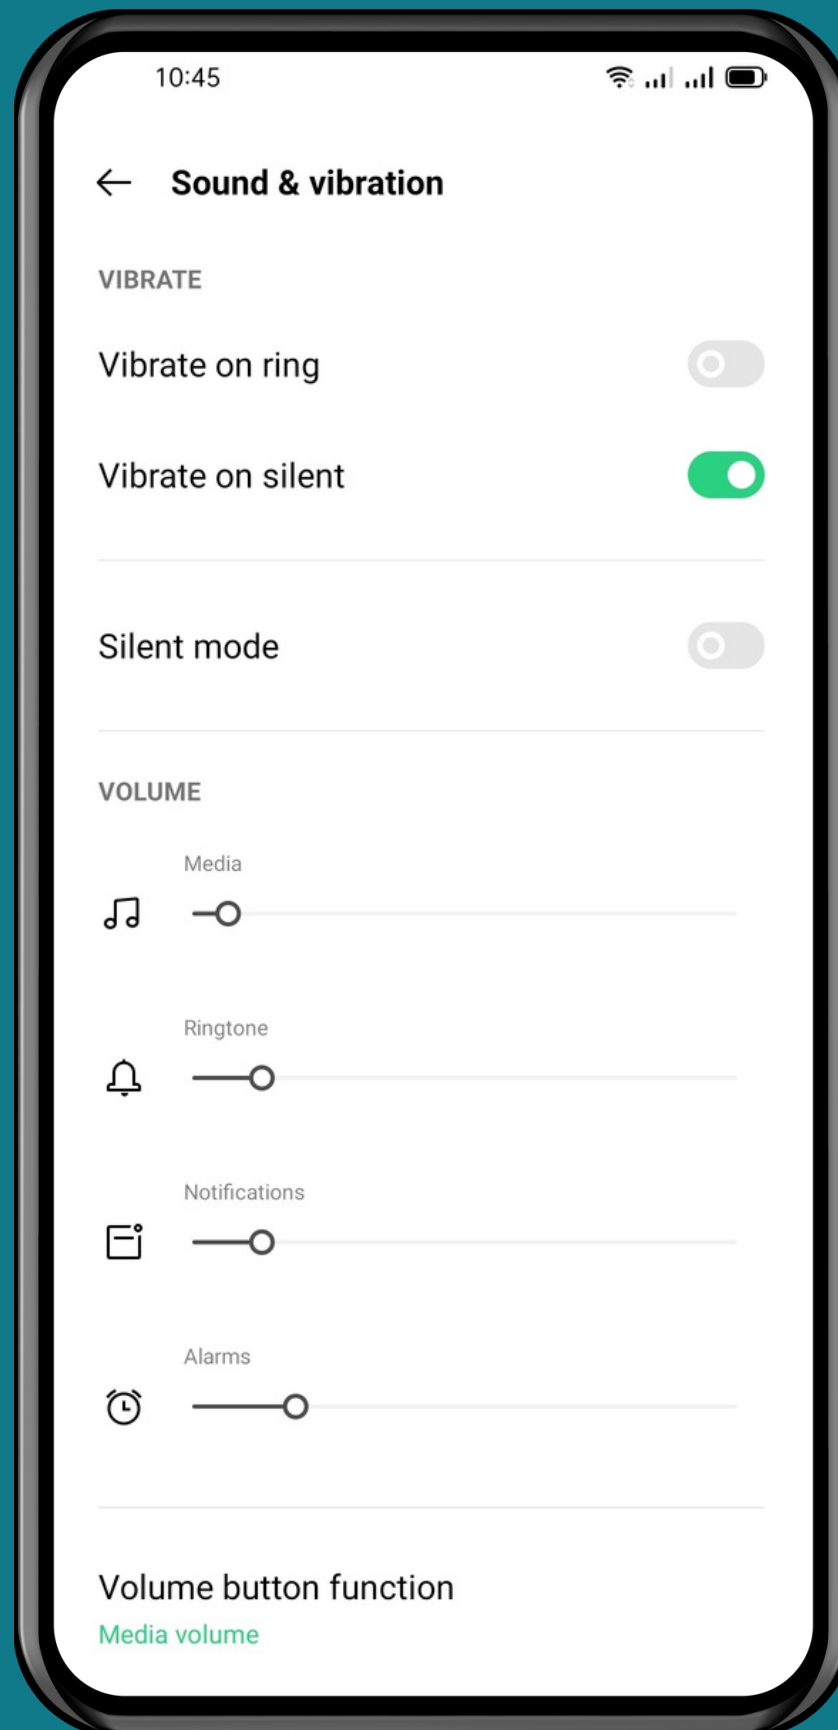 10:45
Sound & vibration
VIBRATE
Vibrate on ring
Vibrate on silent
Silent mode
VOLUME
Media
Ringtone
Notifications
Alarms
Volume button function
Media volume